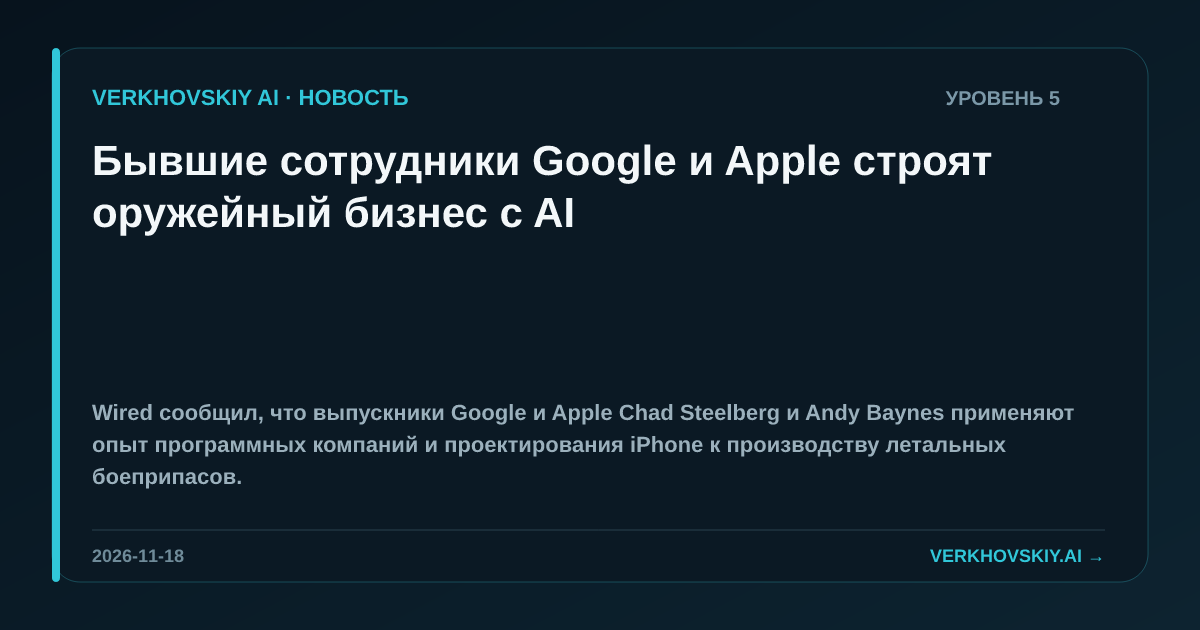 VERKHOVSKIY AI · НОВОСТЬ
УРОВЕНЬ 5
Бывшие сотрудники Google и Apple строят
оружейный бизнес с AI
Wired сообщил, что выпускники Google и Apple Chad Steelberg и Andy Baynes применяют
опыт программных компаний и проектирования iPhone к производству летальных
боеприпасов.
2026-11-18
VERKHOVSKIY.AI →